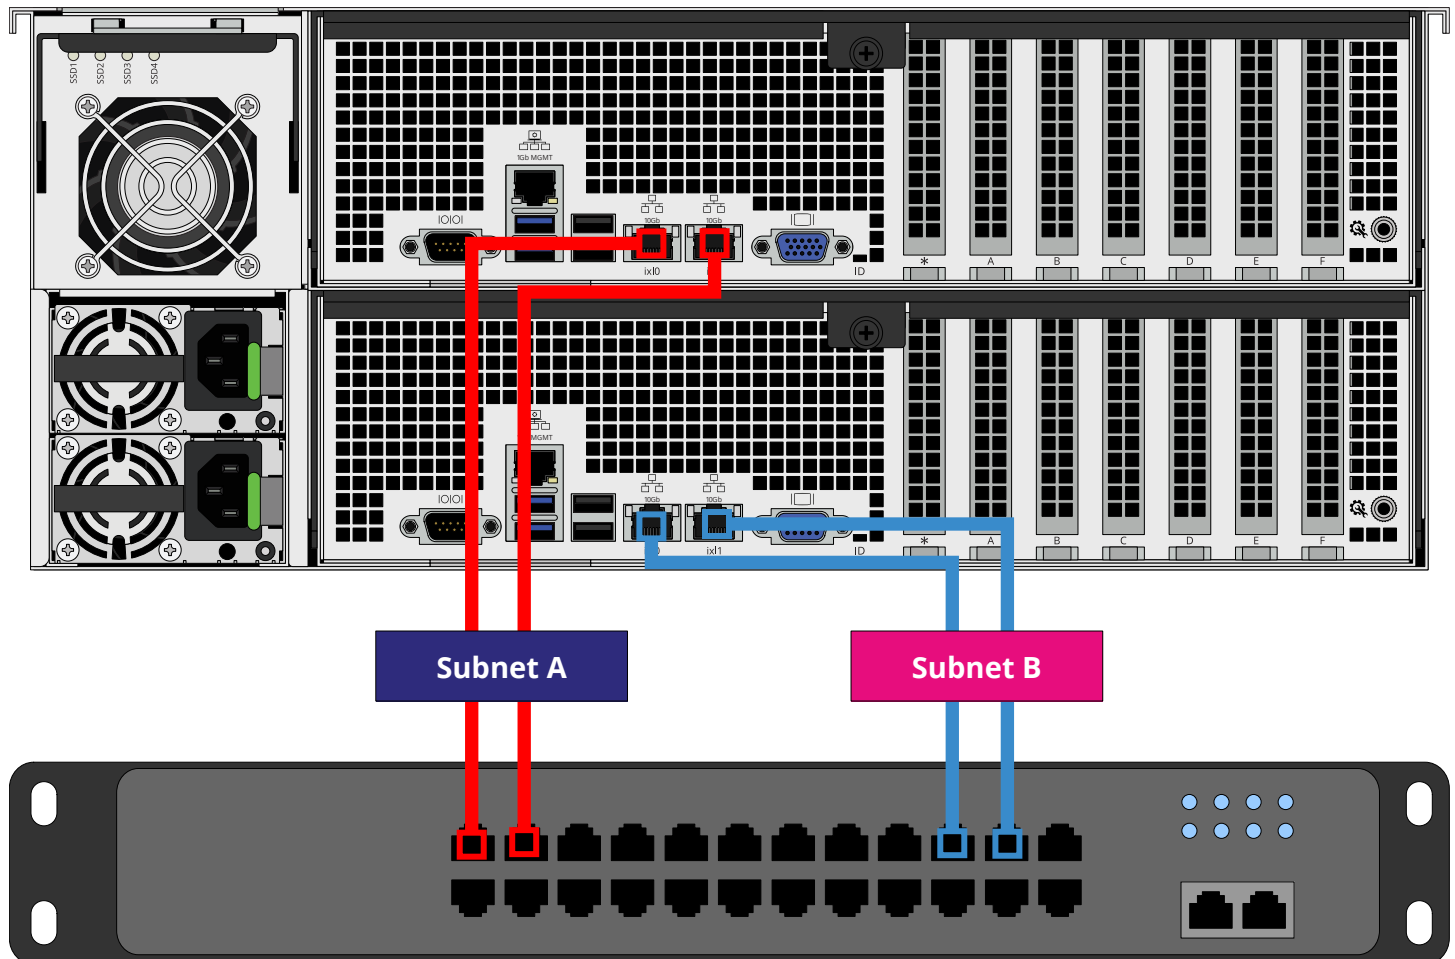 SSD1 SSD2 SSD3 SSD4
1Gb MGMT
IOIOI
10Gb 10Gb
ixl0
ID
* A B C D E F
MGMT
IOIOI
10Gb 10Gb
ixl1
ID
* A B C D E F
Subnet A
Subnet B